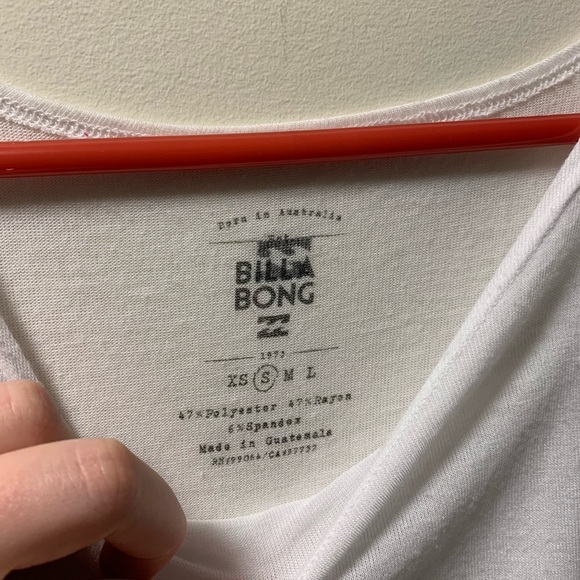 Born in Australia
BILLA
BONG
1973
XS S M L
47%Polyester 47%Rayon
6%Spandex
Made in Guatemala